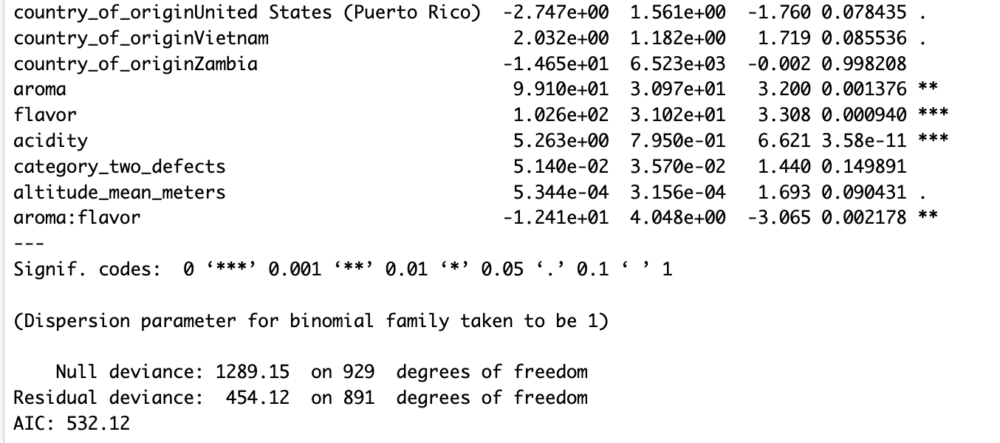 country_of_originUnited States (Puerto Rico)  -2.747e+00  1.561e+00  -1.760 0.078435 .
country_of_originVietnam                       2.032e+00  1.182e+00   1.719 0.085536 .
country_of_originZambia                       -1.465e+01  6.523e+03  -0.002 0.998208
aroma                                          9.910e+01  3.097e+01   3.200 0.001376 **
flavor                                         1.026e+02  3.102e+01   3.308 0.000940 ***
acidity                                        5.263e+00  7.950e-01   6.621 3.58e-11 ***
category_two_defects                           5.140e-02  3.570e-02   1.440 0.149891
altitude_mean_meters                           5.344e-04  3.156e-04   1.693 0.090431 .
aroma:flavor                                  -1.241e+01  4.048e+00  -3.065 0.002178 **
---
Signif. codes:  0 ‘***’ 0.001 ‘**’ 0.01 ‘*’ 0.05 ‘.’ 0.1 ‘ ’ 1
(Dispersion parameter for binomial family taken to be 1)
    Null deviance: 1289.15  on 929  degrees of freedom
Residual deviance:  454.12  on 891  degrees of freedom
AIC: 532.12